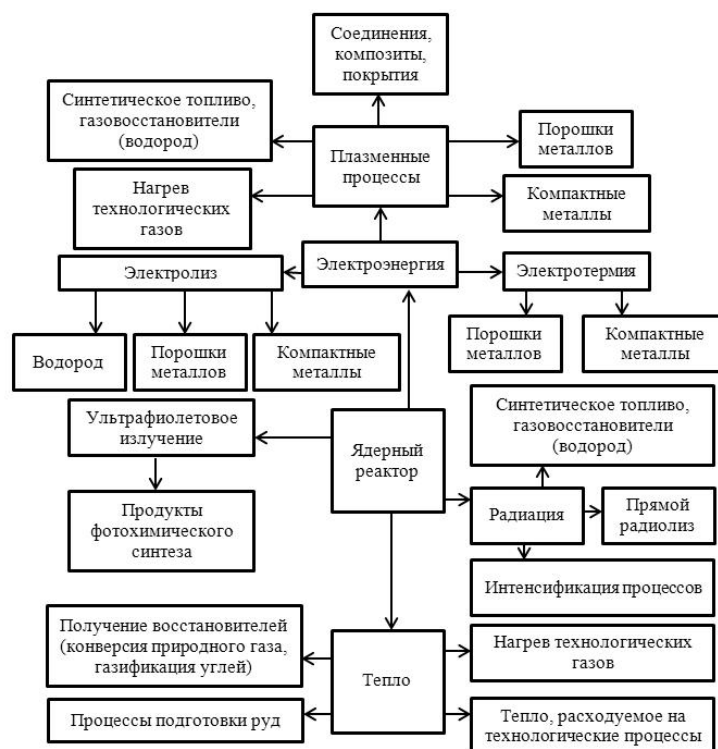 Соединения,
композиты,
покрытия
Синтетическое топливо,
газовосстановители
(водород)
Плазменные
процессы
Порошки
металлов
Нагрев
технологических
газов
Компактные
металлы
Электроэнергия
Электролиз
Электротермия
Водород
Порошки
металлов
Компактные
металлы
Порошки
металлов
Компактные
металлы
Ультрафиолетовое
излучение
Синтетическое топливо,
газовосстановители
(водород)
Ядерный
реактор
Продукты
фотохимического
синтеза
Радиация
Прямой
радиолиз
Интенсификация процессов
Получение восстановителей
(конверсия природного газа,
газификация углей)
Тепло
Нагрев технологических
газов
Процессы подготовки руд
Тепло, расходуемое на
технологические процессы